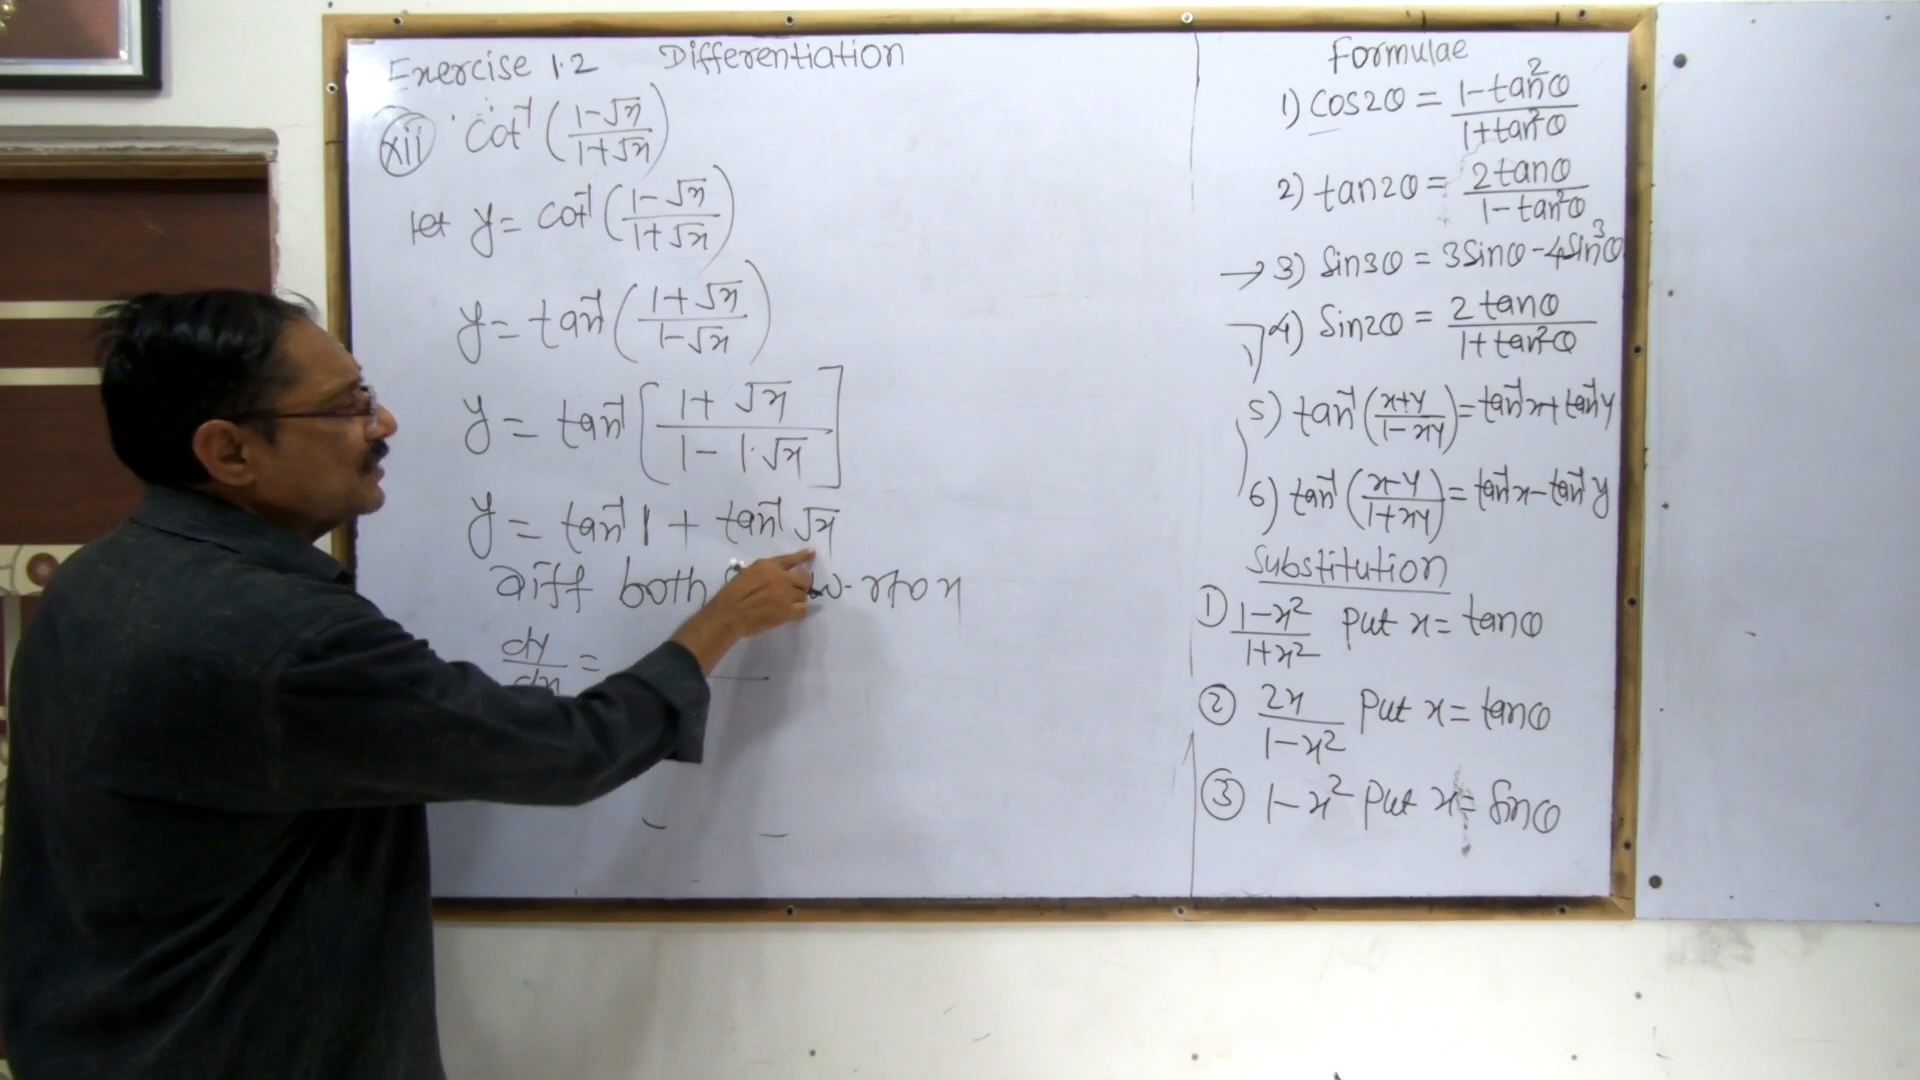 Exercise 1.2 Differentiation
(xii) cot⁻¹ ( (1-√x) / (1+√x) )
let y = cot⁻¹ ( (1-√x) / (1+√x) )
y = tan⁻¹ ( (1+√x) / (1-√x) )
y = tan⁻¹ [ (1+√x) / (1-1·√x) ]
y = tan⁻¹ 1 + tan⁻¹ √x
Diff both w.r.to x
dy/dx =
Formulae
1) cos2θ = (1-tan²θ) / (1+tan²θ)
2) tan2θ = 2tanθ / (1-tan²θ)
→ 3) Sin3θ = 3Sinθ-4Sin³θ
4) Sin2θ = 2tanθ / (1+tan²θ)
5) tan⁻¹ ( (x+y) / (1-xy) ) = tan⁻¹x + tan⁻¹y
6) tan⁻¹ ( (x-y) / (1+xy) ) = tan⁻¹x - tan⁻¹y
Substitution
① (1-x²) / (1+x²) Put x = tanθ
② 2x / (1-x²) Put x = tanθ
③ 1-x² Put x = Sinθ